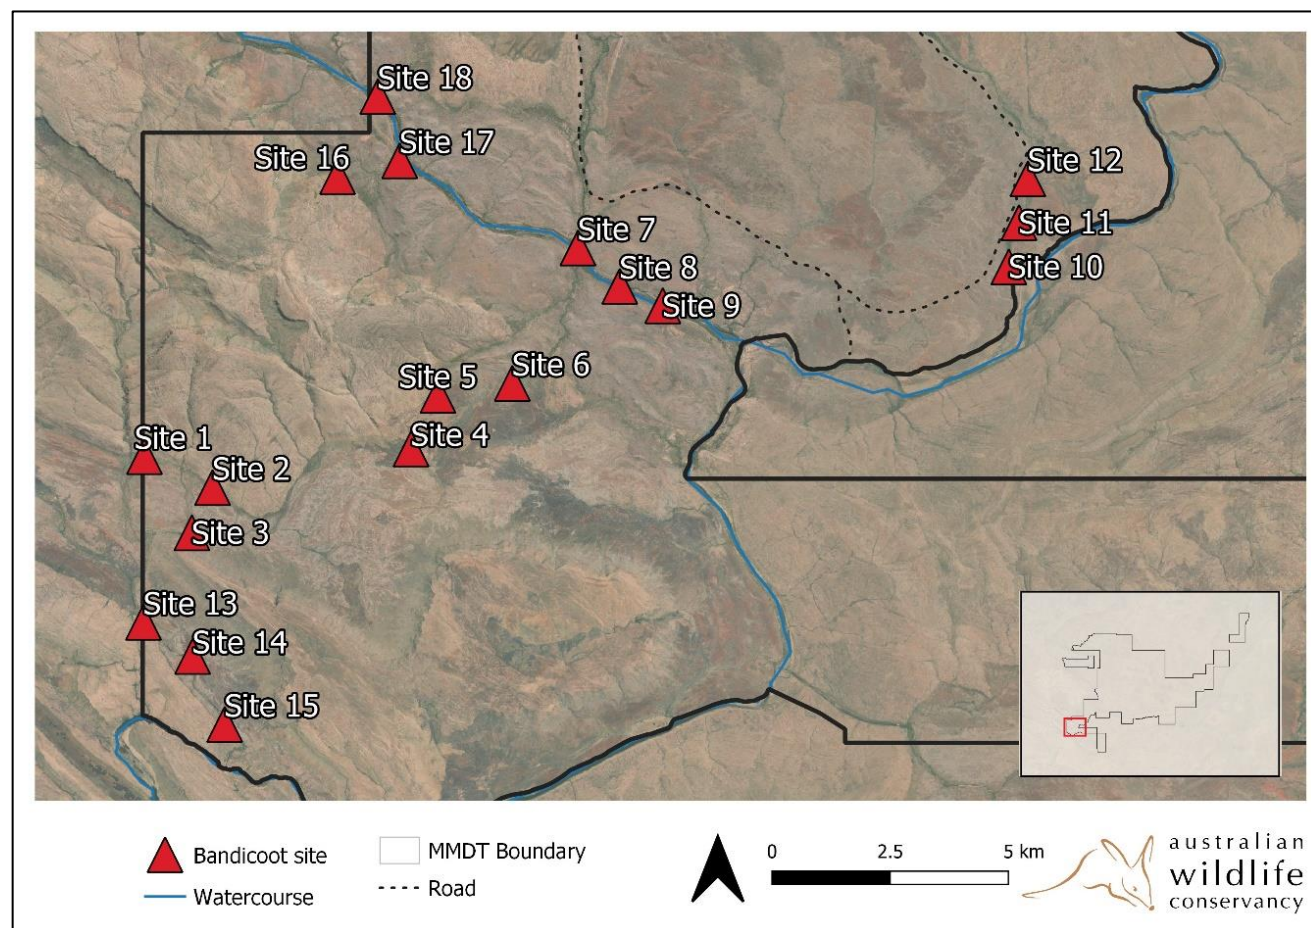 Site 18
Site 17
Site 16
Site 12
Site 11
Site 7
Site 10
Site 8
Site 9
Site 6
Site 5
Site 4
Site 1
Site 2
Site 3
Site 13
Site 14
Site 15
Bandicoot site
Watercourse
MMDT Boundary
Road
0 2.5 5 km
australian
wildlife
conservancy